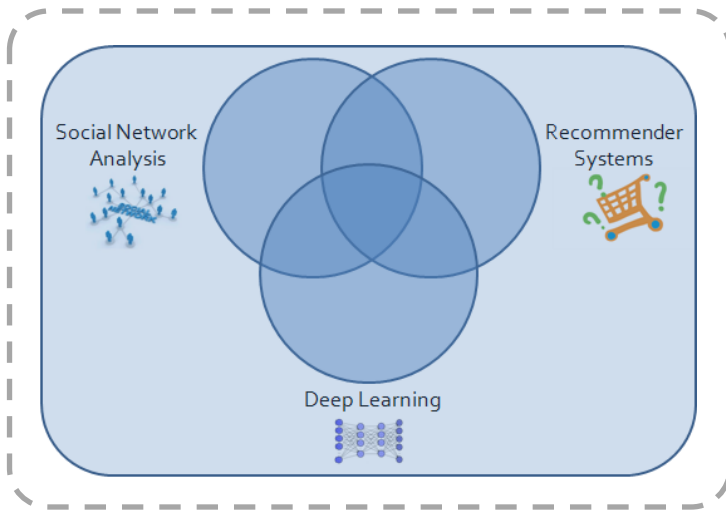 Social Network
Analysis
Recommender
Systems
Deep Learning